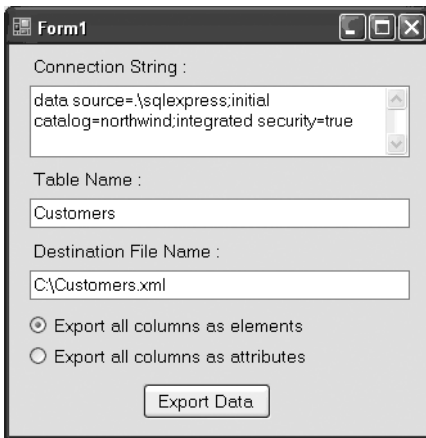 Form1
Connection String :
data source=.\sqlexpress;initial
catalog=northwind;integrated security=true
Table Name :
Customers
Destination File Name :
C:\Customers.xml
Export all columns as elements
Export all columns as attributes
Export Data